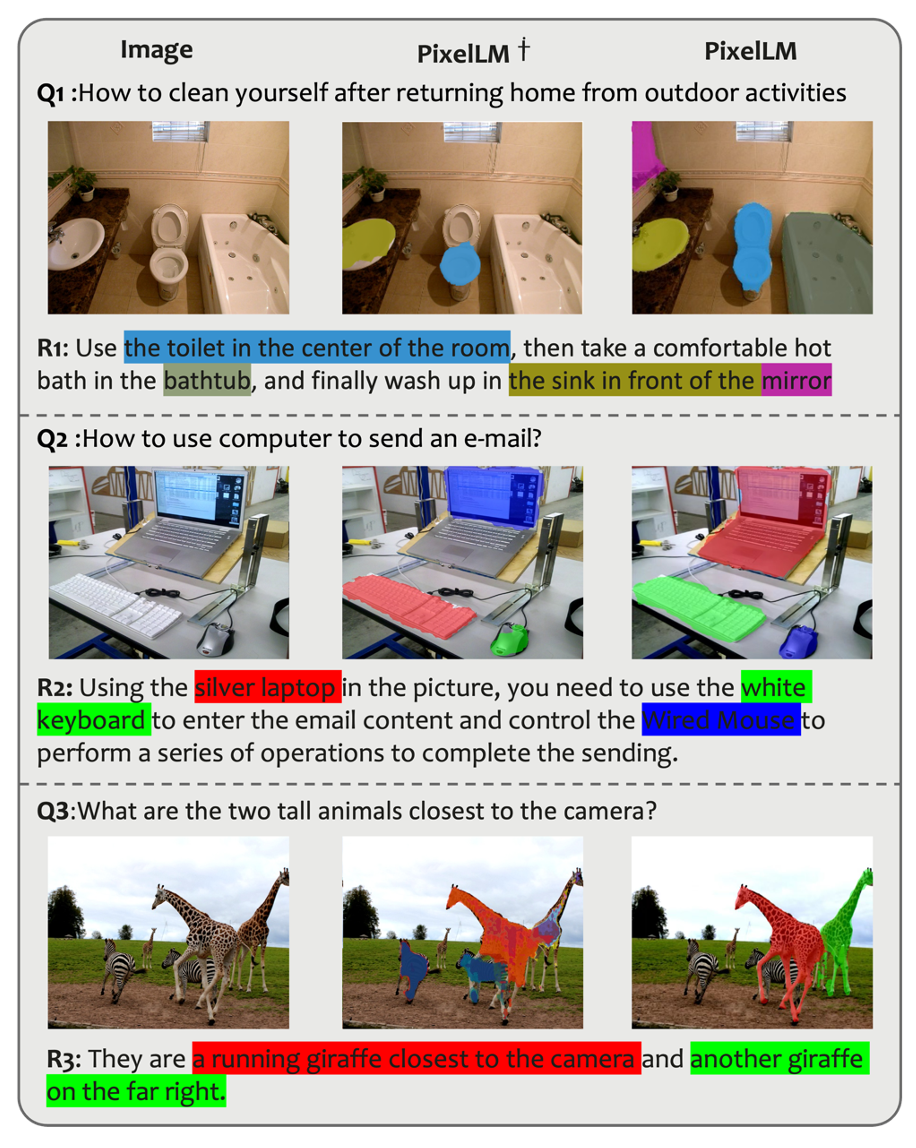 Image PixelLM † PixelLM
Q1 :How to clean yourself after returning home from outdoor activities
R1: Use the toilet in the center of the room, then take a comfortable hot
bath in the bathtub, and finally wash up in the sink in front of the mirror
Q2 :How to use computer to send an e-mail?
R2: Using the silver laptop in the picture, you need to use the white
keyboard to enter the email content and control the Wired Mouse to
perform a series of operations to complete the sending.
Q3:What are the two tall animals closest to the camera?
R3: They are a running giraffe closest to the camera and another giraffe
on the far right.